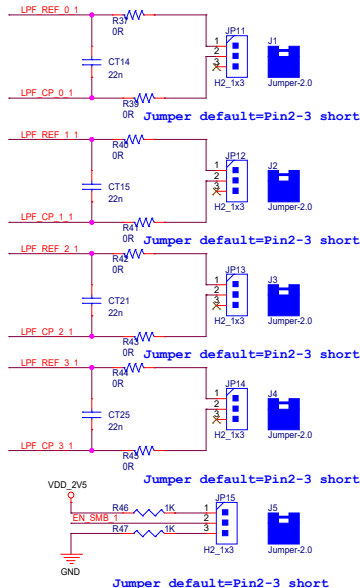 LPF_REF_0_1
R37
0R
JP11
J1
1
2
3
CT14
22n
H2_1x3
Jumper-2.0
LPF_CP_0_1
R39
0R
Jumper default=Pin2-3 short
LPF_REF_1_1
R40
0R
JP12
J2
1
2
3
CT15
22n
H2_1x3
Jumper-2.0
LPF_CP_1_1
R41
0R
Jumper default=Pin2-3 short
LPF_REF_2_1
R42
0R
JP13
J3
1
2
3
CT21
22n
H2_1x3
Jumper-2.0
LPF_CP_2_1
R43
0R
Jumper default=Pin2-3 short
LPF_REF_3_1
R44
0R
JP14
J4
1
2
3
CT25
22n
H2_1x3
Jumper-2.0
LPF_CP_3_1
R45
0R
Jumper default=Pin2-3 short
VDD_2V5
JP15
R46
1K
1
J5
EN_SMB_1
2
R47
1K
3
H2_1x3
Jumper-2.0
GND
Jumper default=Pin2-3 short